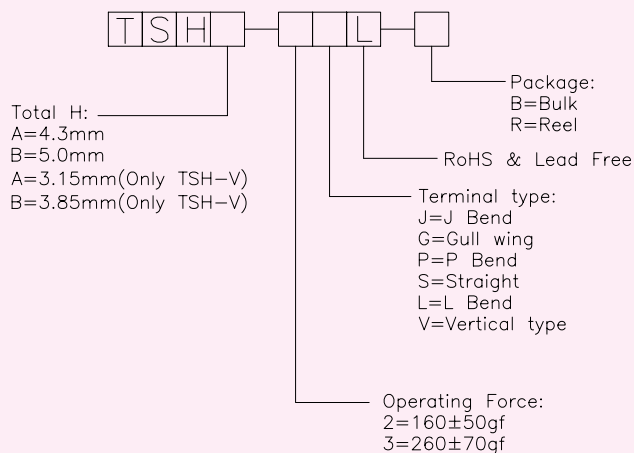 TSH - L -
Package:
B=Bulk
R=Reel
Total H:
A=4.3mm
B=5.0mm
A=3.15mm(Only TSH-V)
B=3.85mm(Only TSH-V)
RoHS & Lead Free
Terminal type:
J=J Bend
G=Gull wing
P=P Bend
S=Straight
L=L Bend
V=Vertical type
Operating Force:
2=160±50gf
3=260±70gf